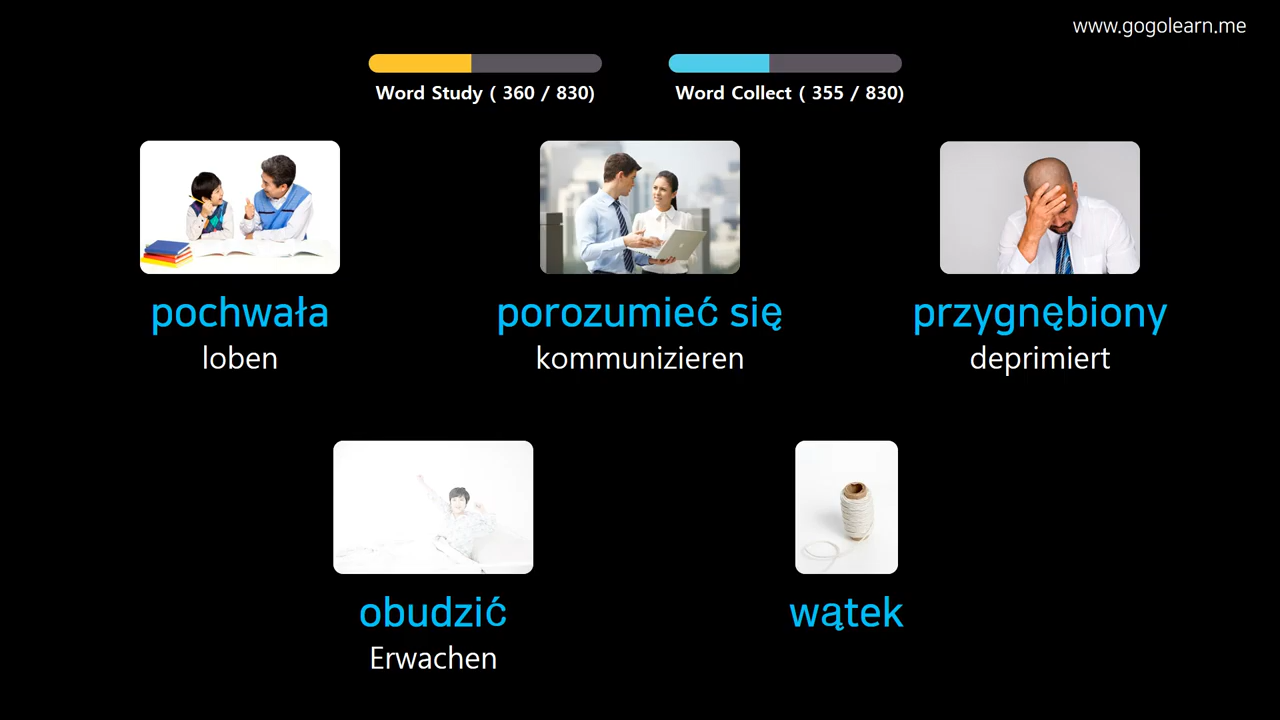 www.gogolearn.me
Word Study ( 360 / 830)
Word Collect ( 355 / 830)
pochwała
loben
porozumieć się
kommunizieren
przygnębiony
deprimiert
obudzić
Erwachen
wątek